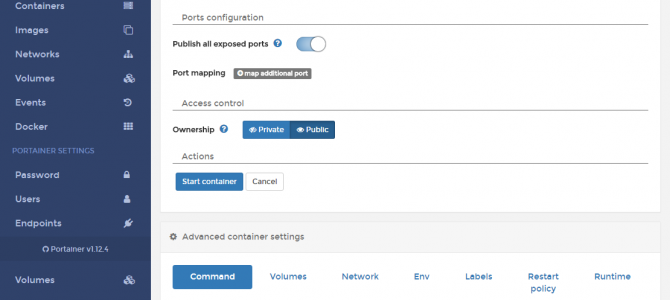 Containers
Images
Networks
Volumes
Events
Docker
PORTAINER SETTINGS
Password
Users
Endpoints
Portainer v1.12.4
Volumes
Ports configuration
Publish all exposed ports
Port mapping map additional port
Access control
Ownership Private Public
Actions
Start container Cancel
Advanced container settings
Command Volumes Network Env Labels Restart policy Runtime